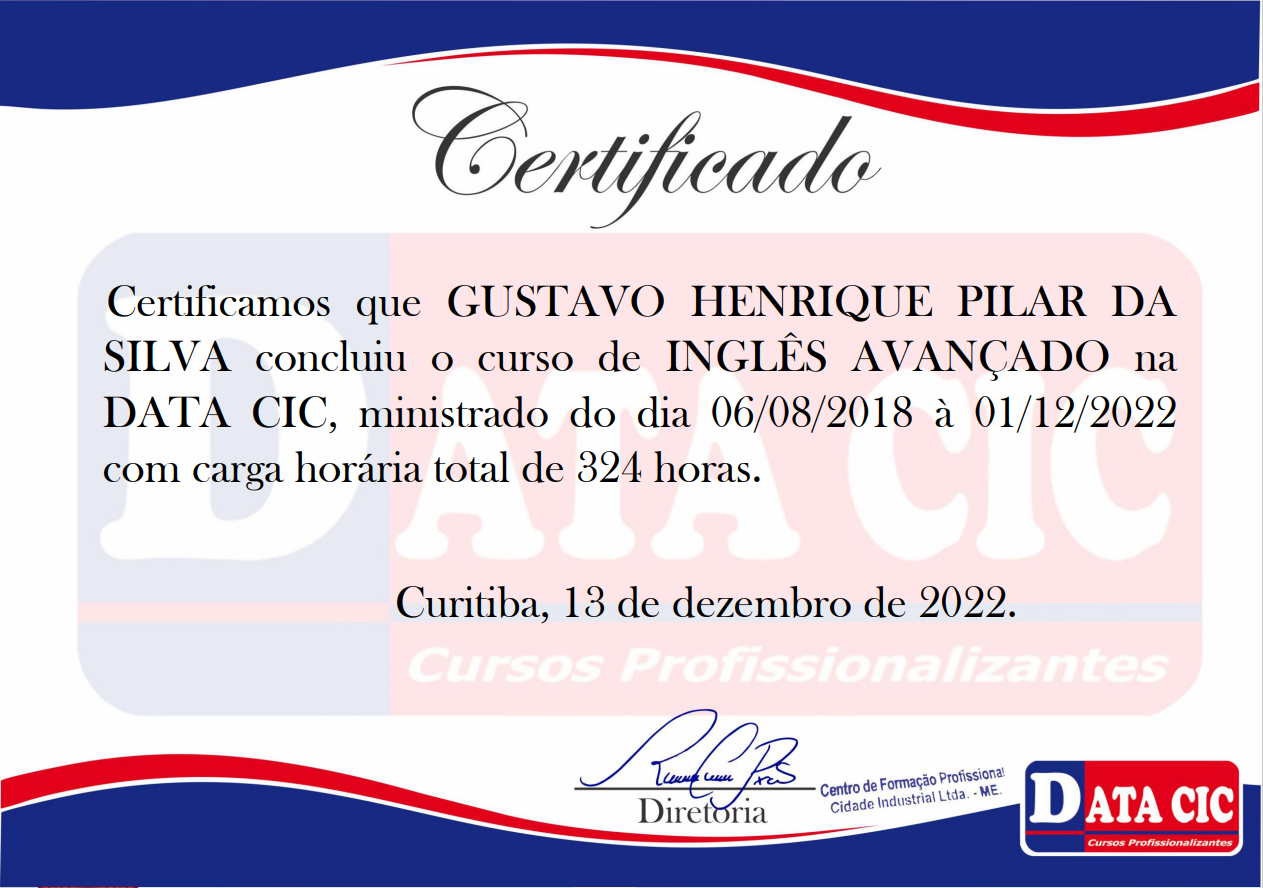 Certificado
Certificamos que GUSTAVO HENRIQUE PILAR DA
SILVA concluiu o curso de INGLÊS AVANÇADO na
DATA CIC, ministrado do dia 06/08/2018 à 01/12/2022
com carga horária total de 324 horas.
DATA CIC
Curitiba, 13 de dezembro de 2022.
Cursos Profissionalizantes
Diretoria
Centro de Formação Profissional
Cidade Industrial Ltda. - ME.
DATA CIC
Cursos Profissionalizantes